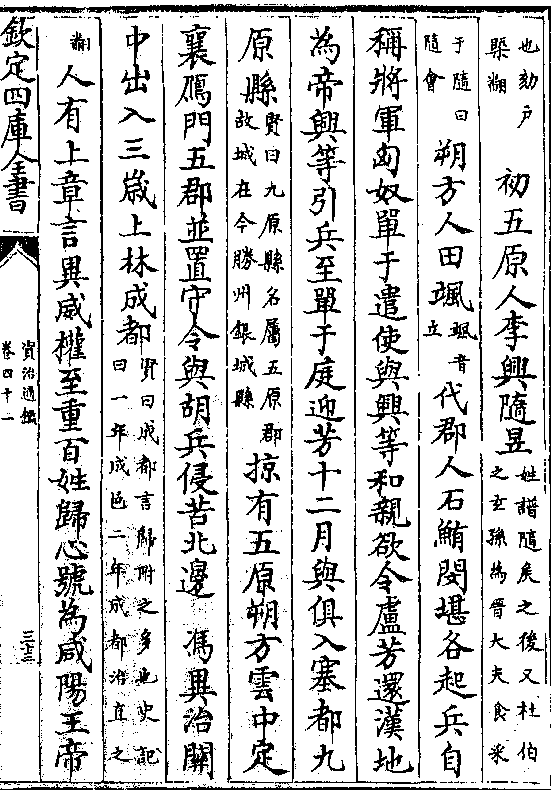 也劾戶槩翻　初五原人李興隨昱姓譜隨矦之後又杜伯之玄孫為晉大夫食采
于隨曰隨會　朔方人田颯颯音立代郡人石鮪閔堪各起兵自
稱將軍匈奴單于遣使與興等和親欲令盧芳還漢地
為帝興等引兵至單于庭迎芳十二月與俱入塞都九
原縣賢曰九原縣名屬五原郡故城在今勝州銀城縣掠有五原朔方雲中定
襄鴈門五郡並置守令與胡兵侵苦北邊　馮異治關
中出入三歲上林成都賢曰成都言歸附之多也史記曰一年成邑二年成都治直之
翻人有上章言異威權至重百姓歸心號為咸陽王帝
欽定四庫全書
資治通鑑
卷四十一
三十三